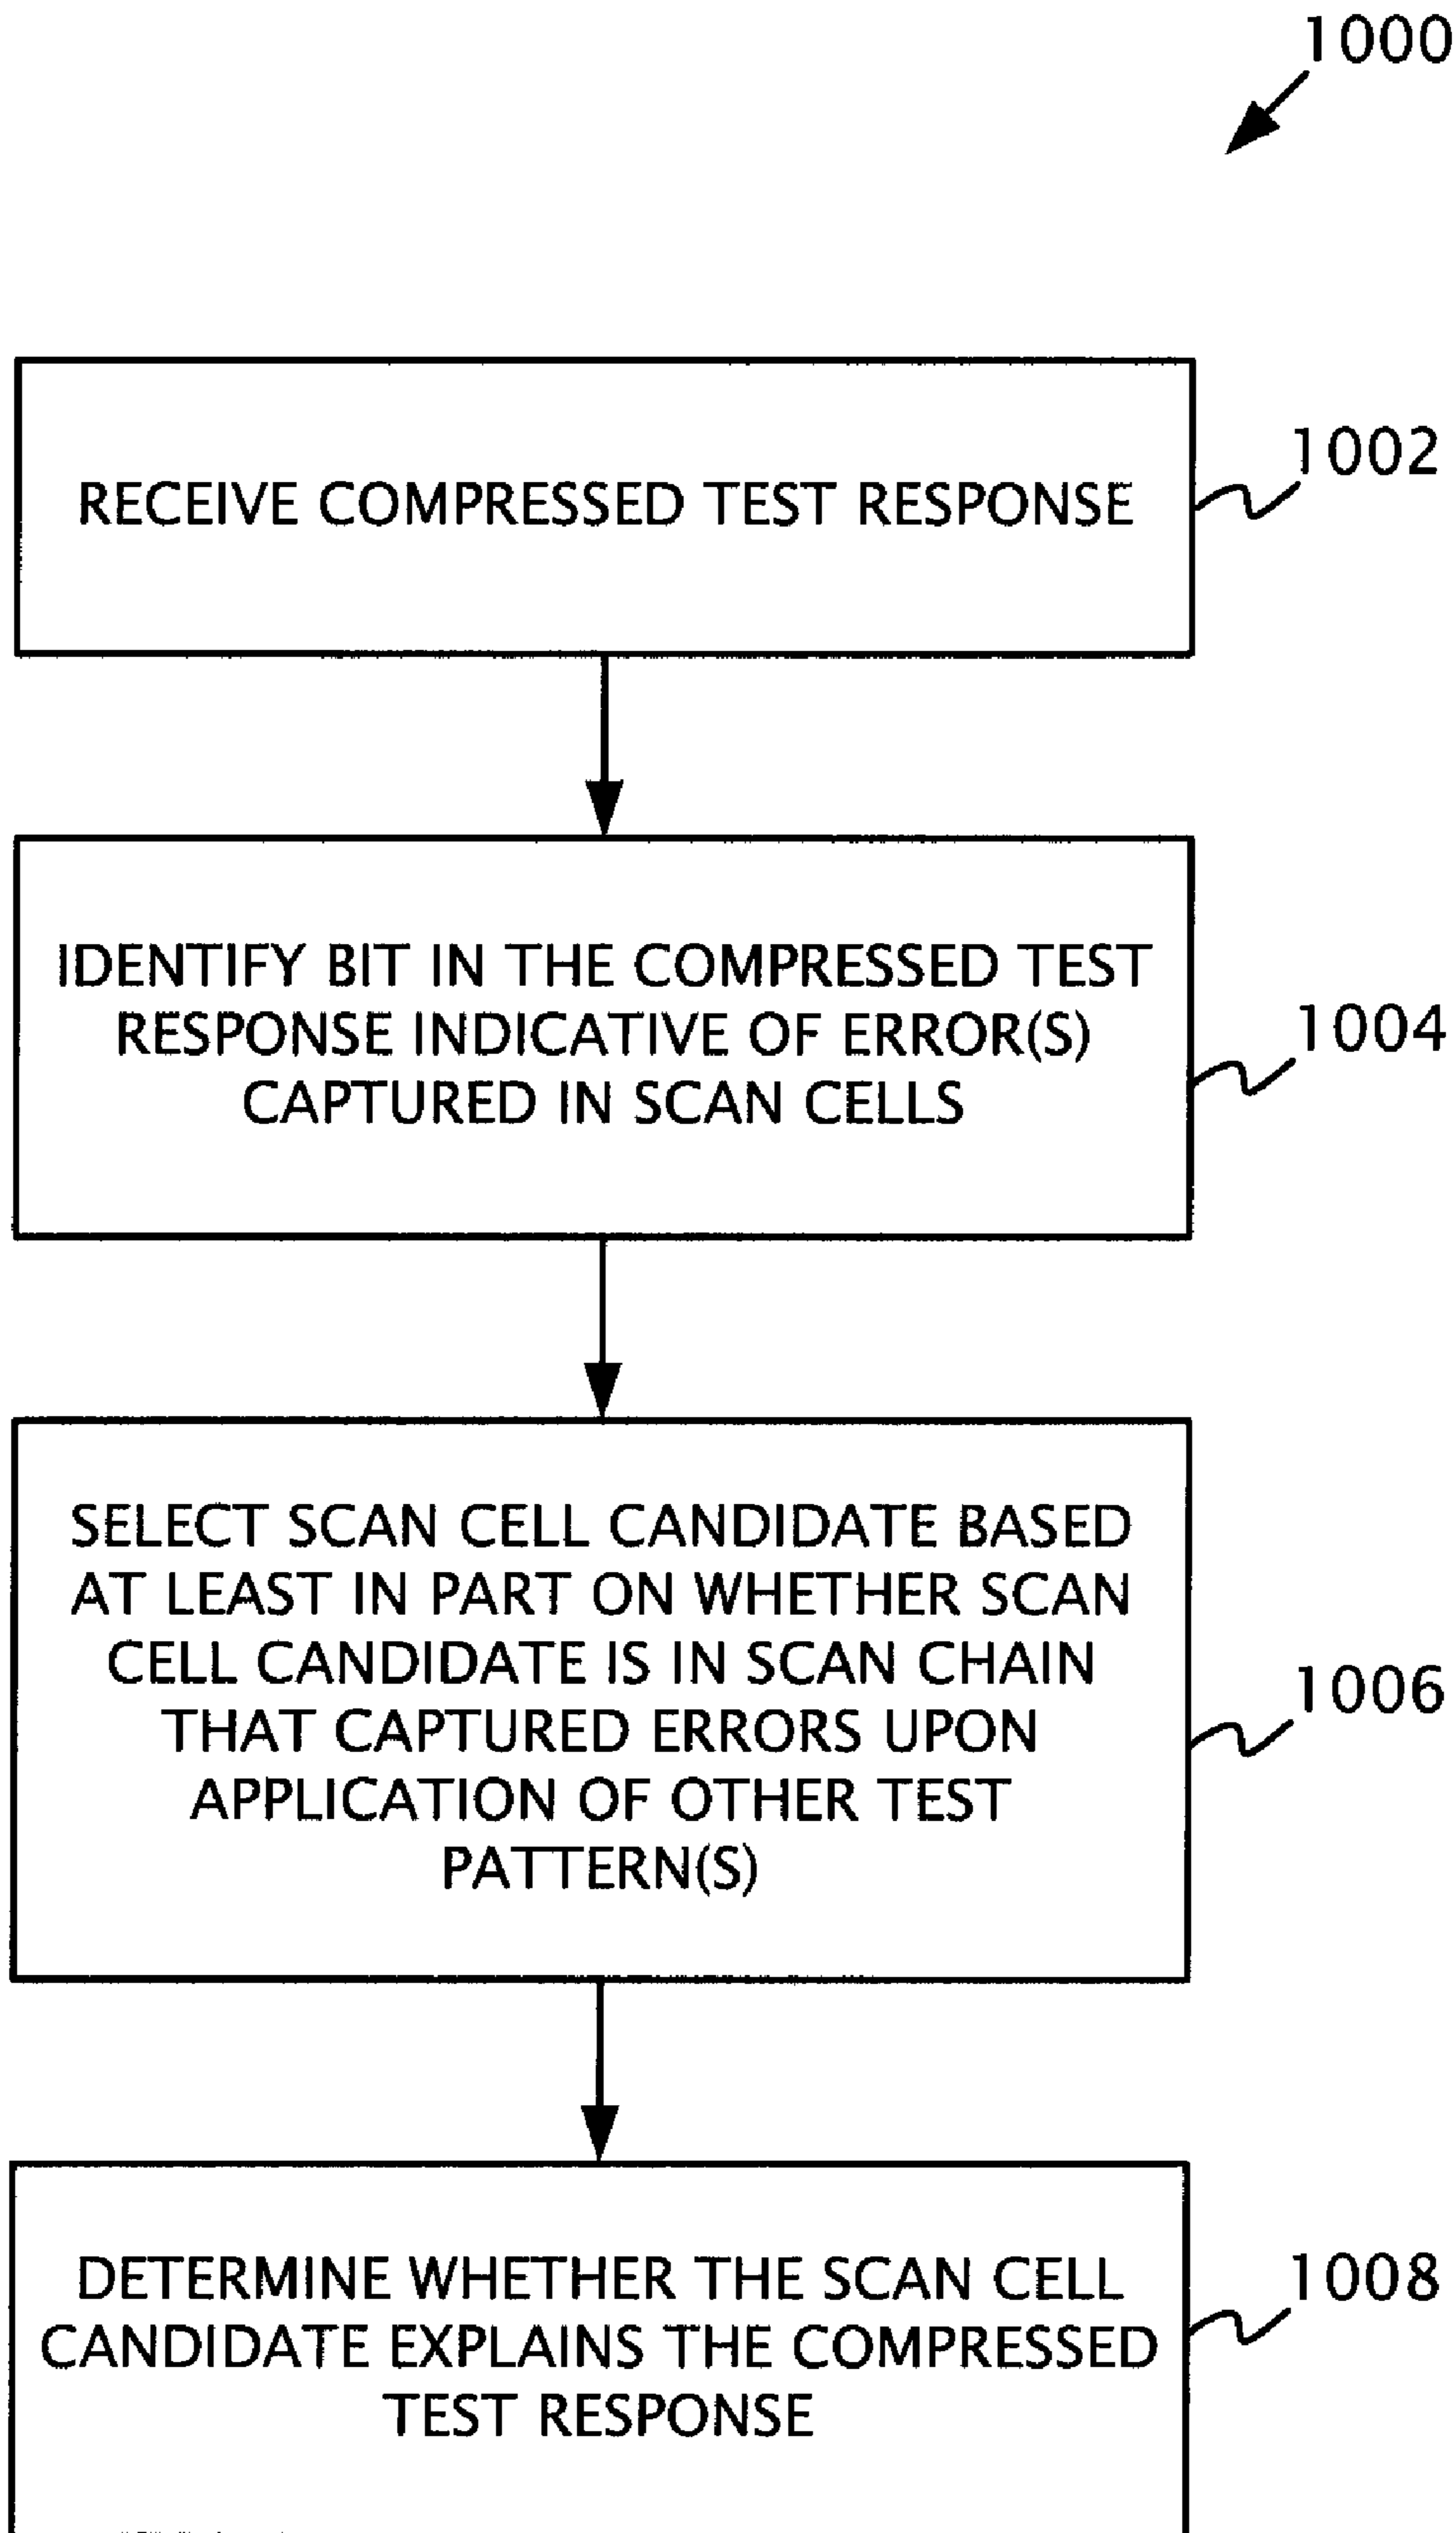 1000
RECEIVE COMPRESSED TEST RESPONSE
1002
IDENTIFY BIT IN THE COMPRESSED TEST
RESPONSE INDICATIVE OF ERROR(S)
CAPTURED IN SCAN CELLS
1004
SELECT SCAN CELL CANDIDATE BASED
AT LEAST IN PART ON WHETHER SCAN
CELL CANDIDATE IS IN SCAN CHAIN
THAT CAPTURED ERRORS UPON
APPLICATION OF OTHER TEST
PATTERN(S)
1006
DETERMINE WHETHER THE SCAN CELL
CANDIDATE EXPLAINS THE COMPRESSED
TEST RESPONSE
1008